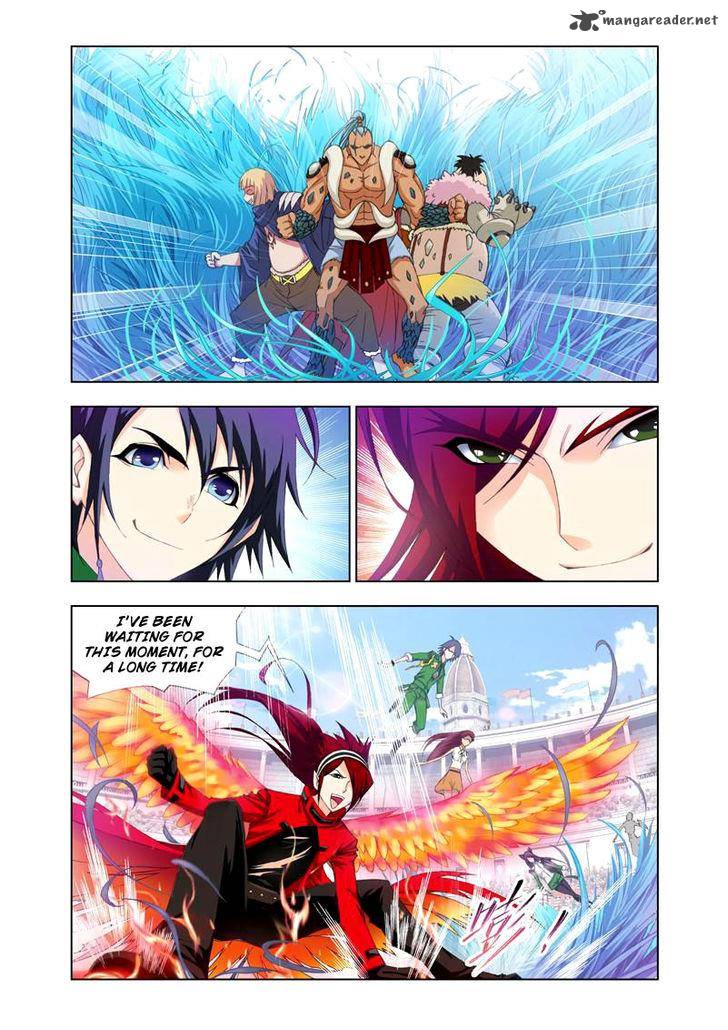 mangareader.net
I'VE BEEN
WAITING FOR
THIS MOMENT, FOR
A LONG TIME!